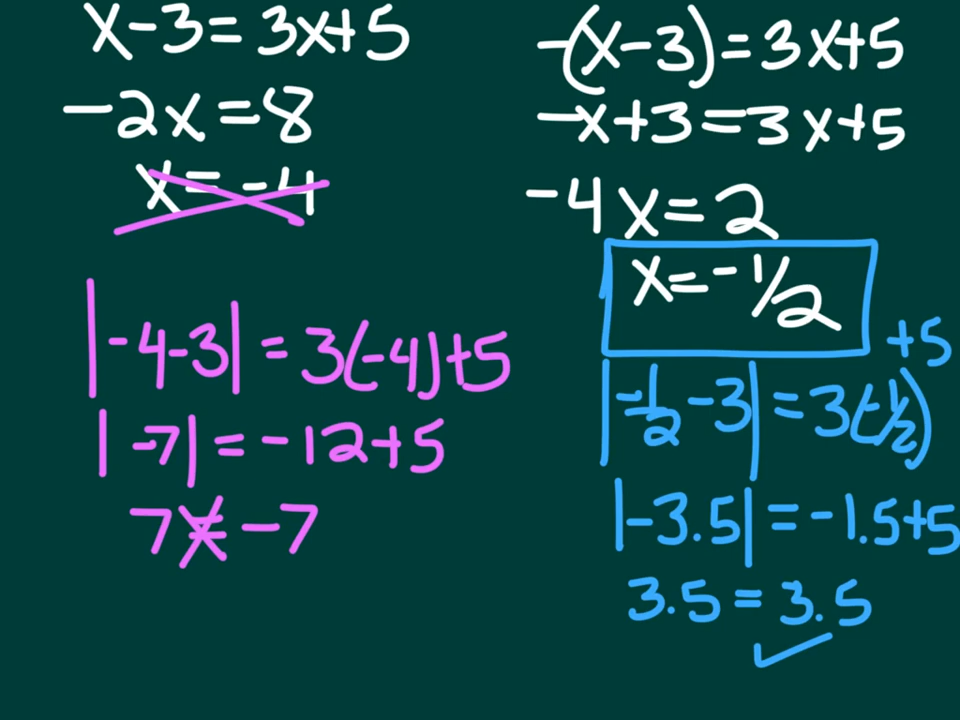 x-3=3x+5
-2x=8
x=-4
|-4-3|=3(-4)+5
|-7|=-12+5
7≠-7
-(x-3)=3x+5
-x+3=3x+5
-4x=2
x=-1/2
|-1/2-3|=3(-1/2)+5
|-3.5|=-1.5+5
3.5=3.5
✓